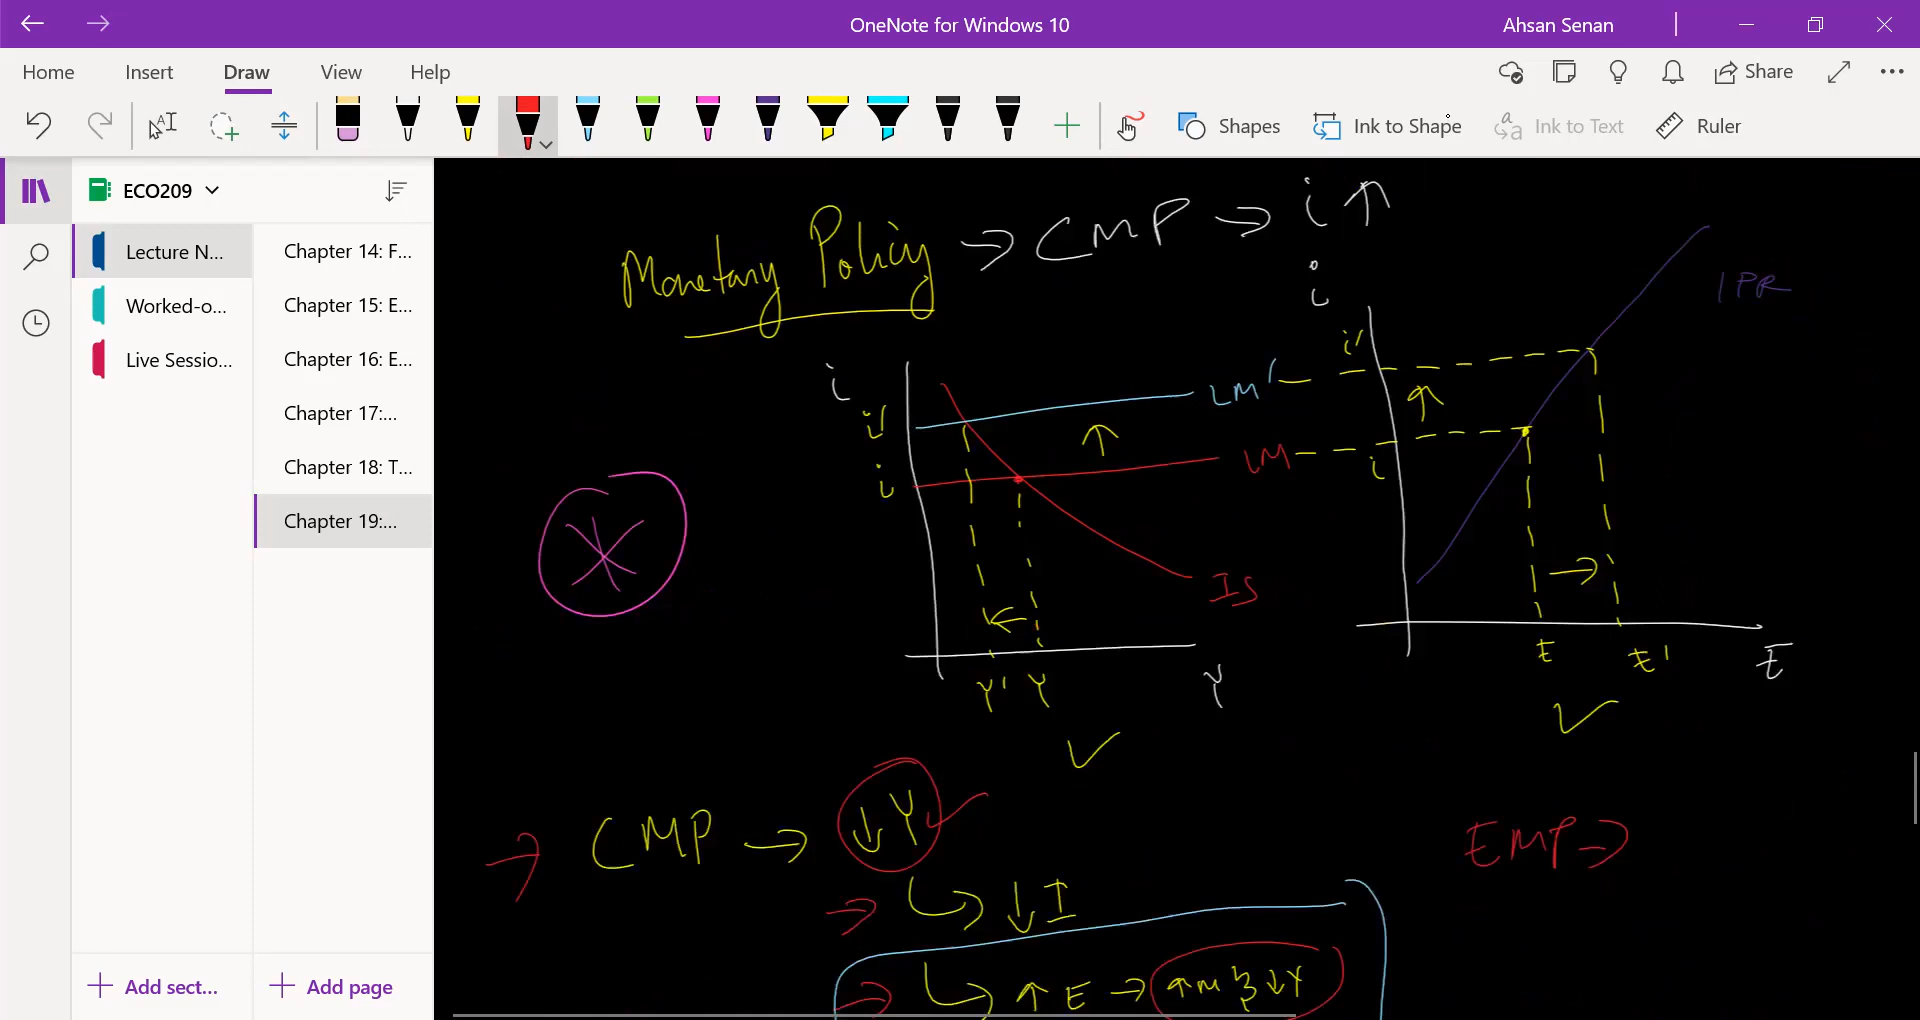 OneNote for Windows 10
Ahsan Senan
Home Insert Draw View Help
Share
Shapes Ink to Shape Ink to Text Ruler
ECO209
Lecture N...
Worked-o...
Live Sessio...
Chapter 14: F...
Chapter 15: E...
Chapter 16: E...
Chapter 17:...
Chapter 18: T...
Chapter 19:...
Add sect...
Add page
Monetary Policy → CMP → i ↑
i
i' 
i
LM'
LM
IS
Y' Y
Y
i
i'
i
IPR
E E'
E
CMP → ↓ Y
↓ I
↑ E → ↑ M & ↓ Y
EMP →